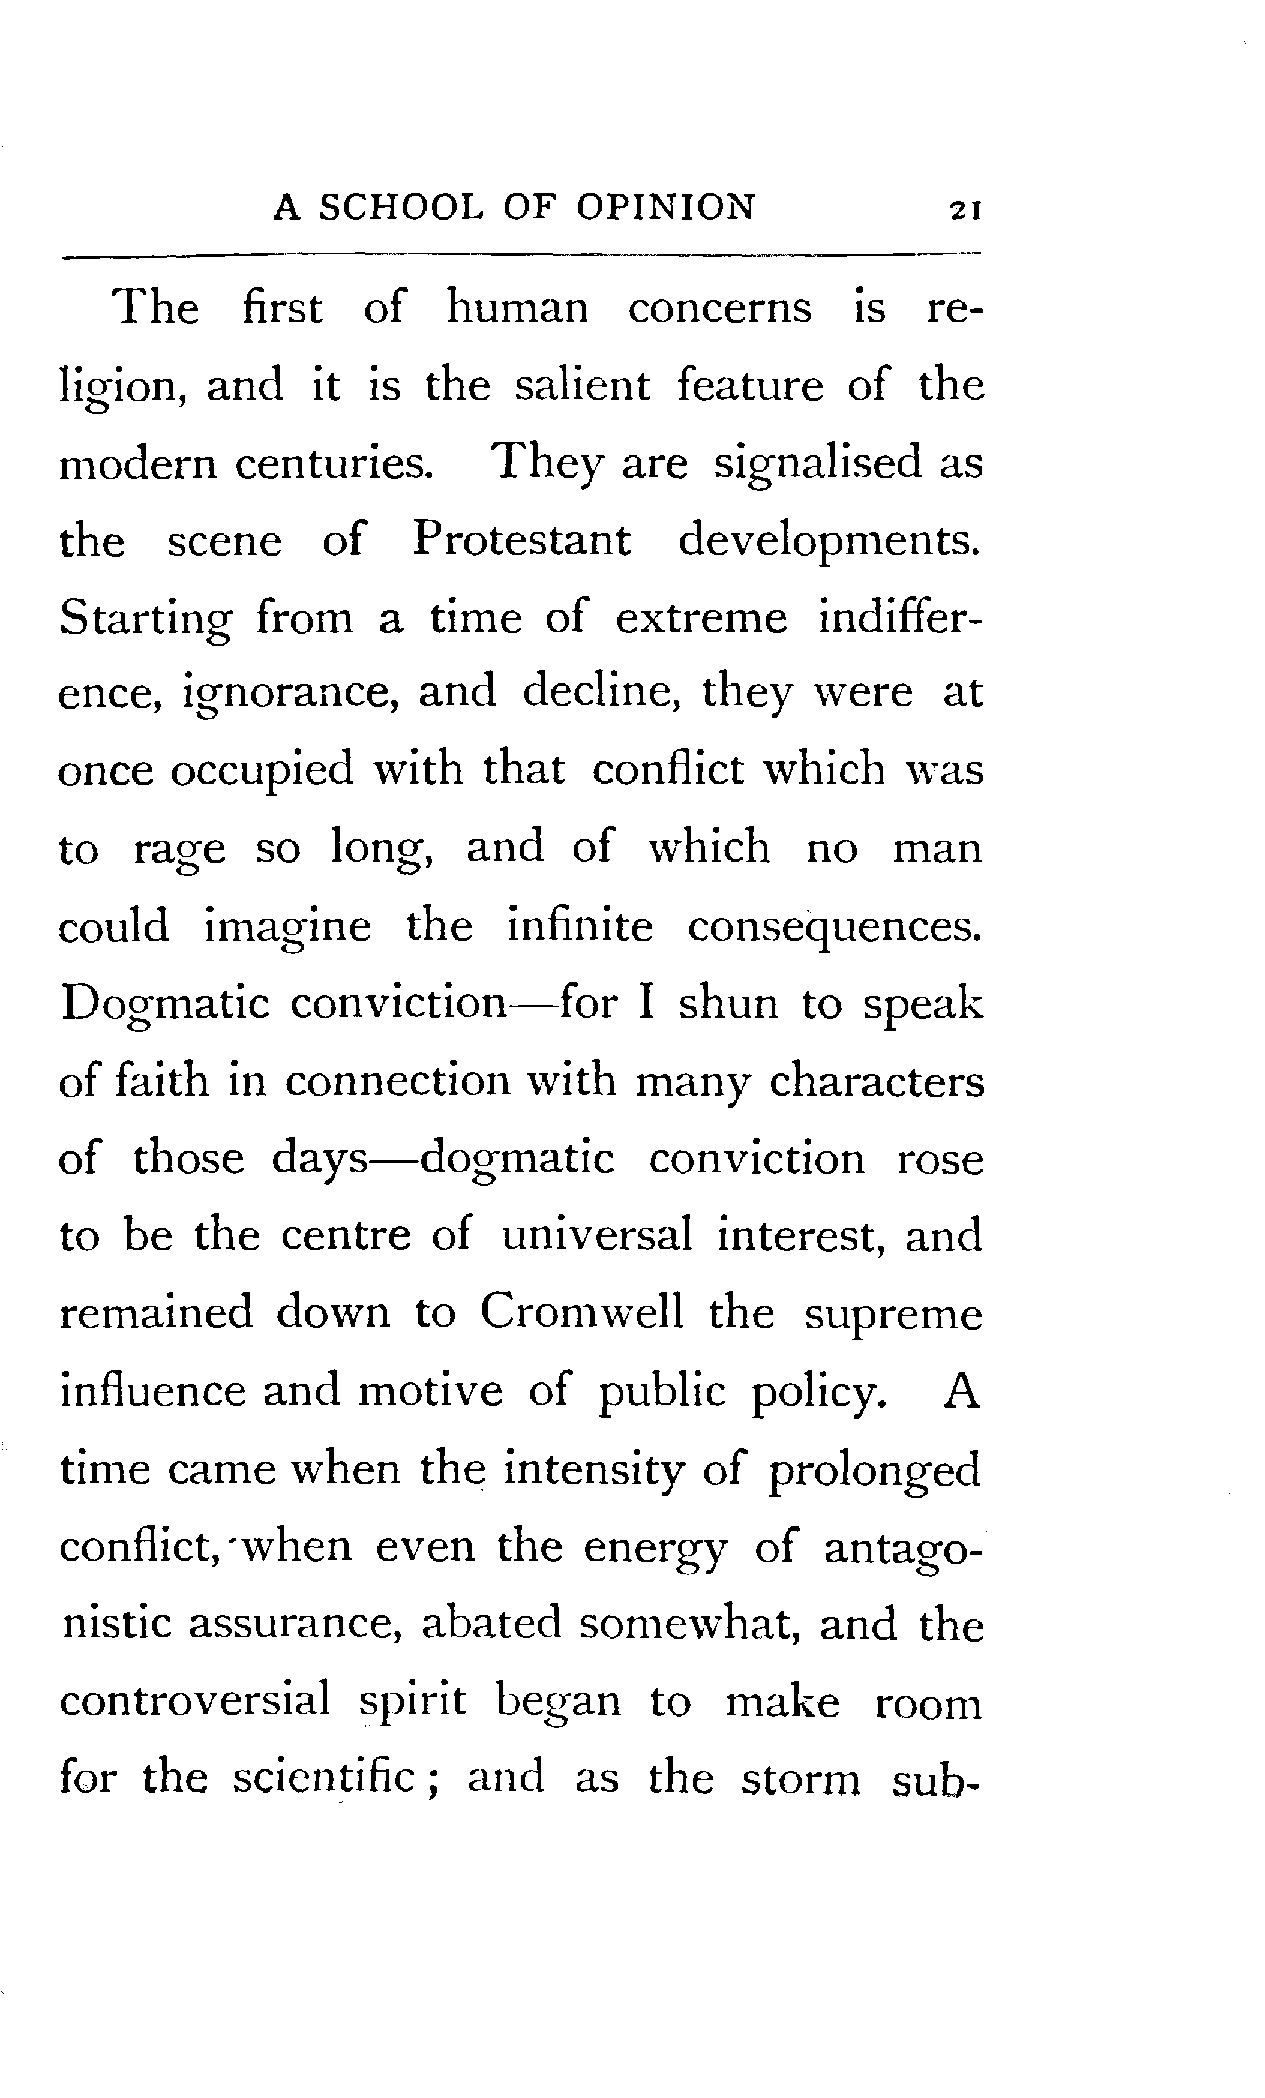 A SCHOOL OF OPINION 21
The first of human concerns is re-
ligion, and it is the salient feature of the
modern centuries. They are signalised as
the scene of Protestant developments.
Starting from a time of extreme indiffer-
ence, ignorance, and decline, they were at
once occupied with that conflict which was
to rage so long, and of which no man
could imagine the infinite consequences.
Dogmatic conviction—for I shun to speak
of faith in connection with many characters
of those days—dogmatic conviction rose
to be the centre of universal interest, and
remained down to Cromwell the supreme
influence and motive of public policy. A
time came when the intensity of prolonged
conflict, when even the energy of antago-
nistic assurance, abated somewhat, and the
controversial spirit began to make room
for the scientific ; and as the storm sub-